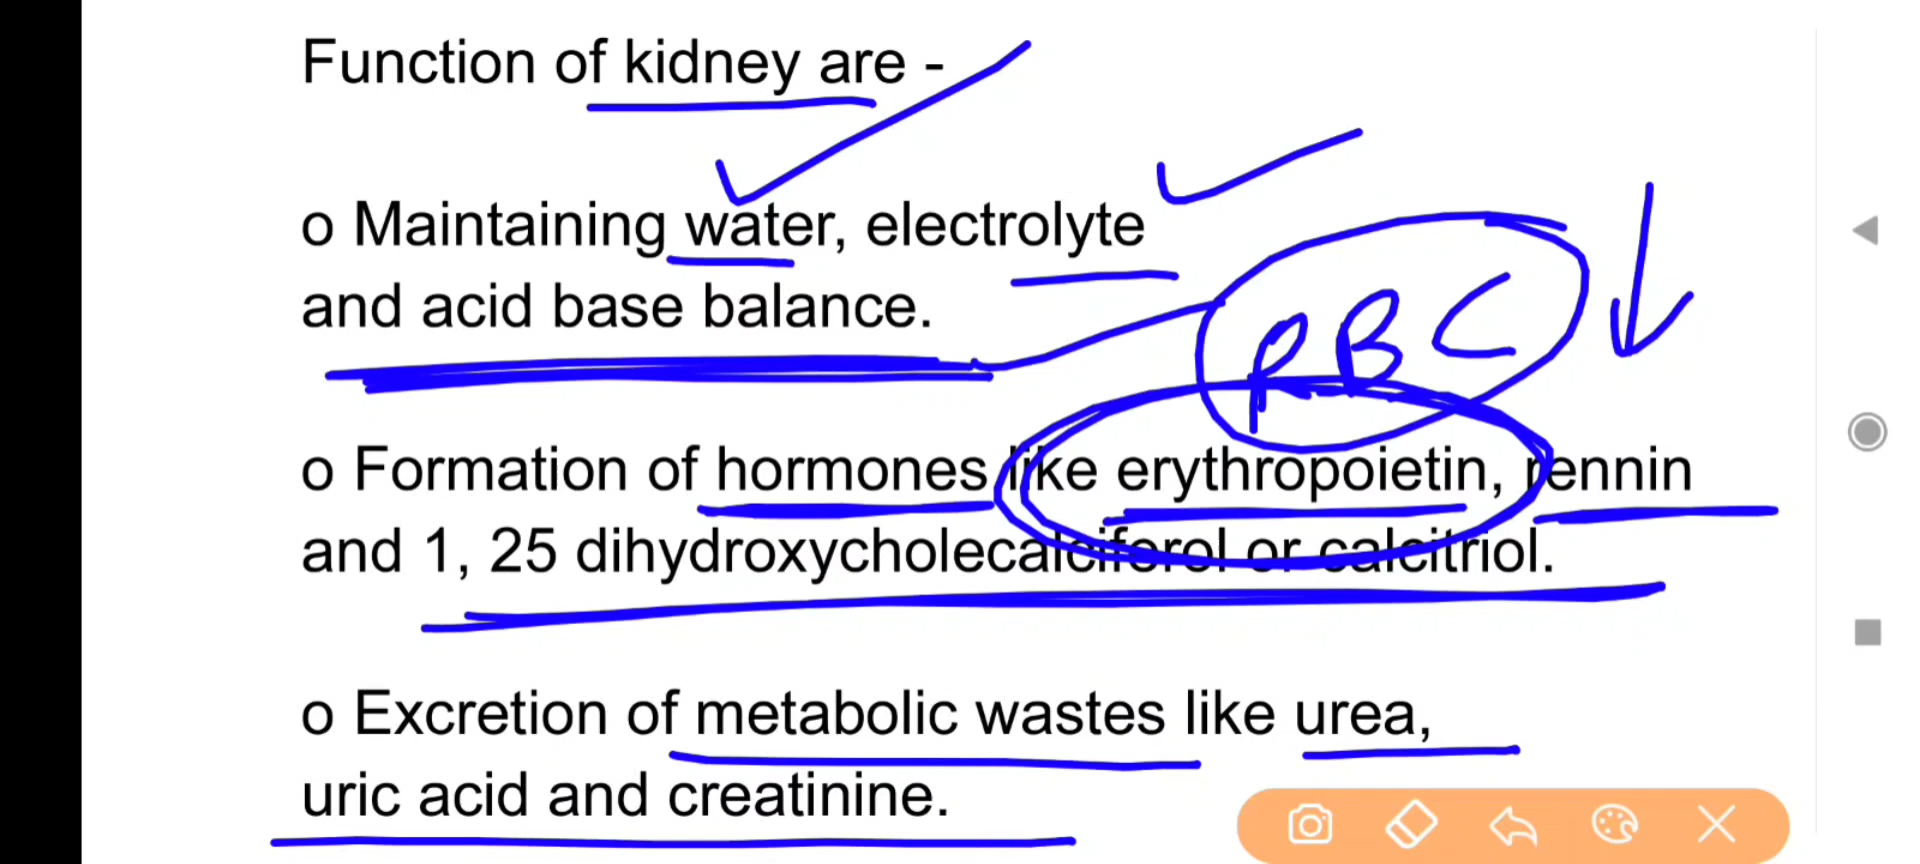 Function of kidney are -
o Maintaining water, electrolyte
and acid base balance.
RBC
o Formation of hormones like erythropoietin, rennin
and 1, 25 dihydroxycholecalciferol or calcitriol.
o Excretion of metabolic wastes like urea,
uric acid and creatinine.